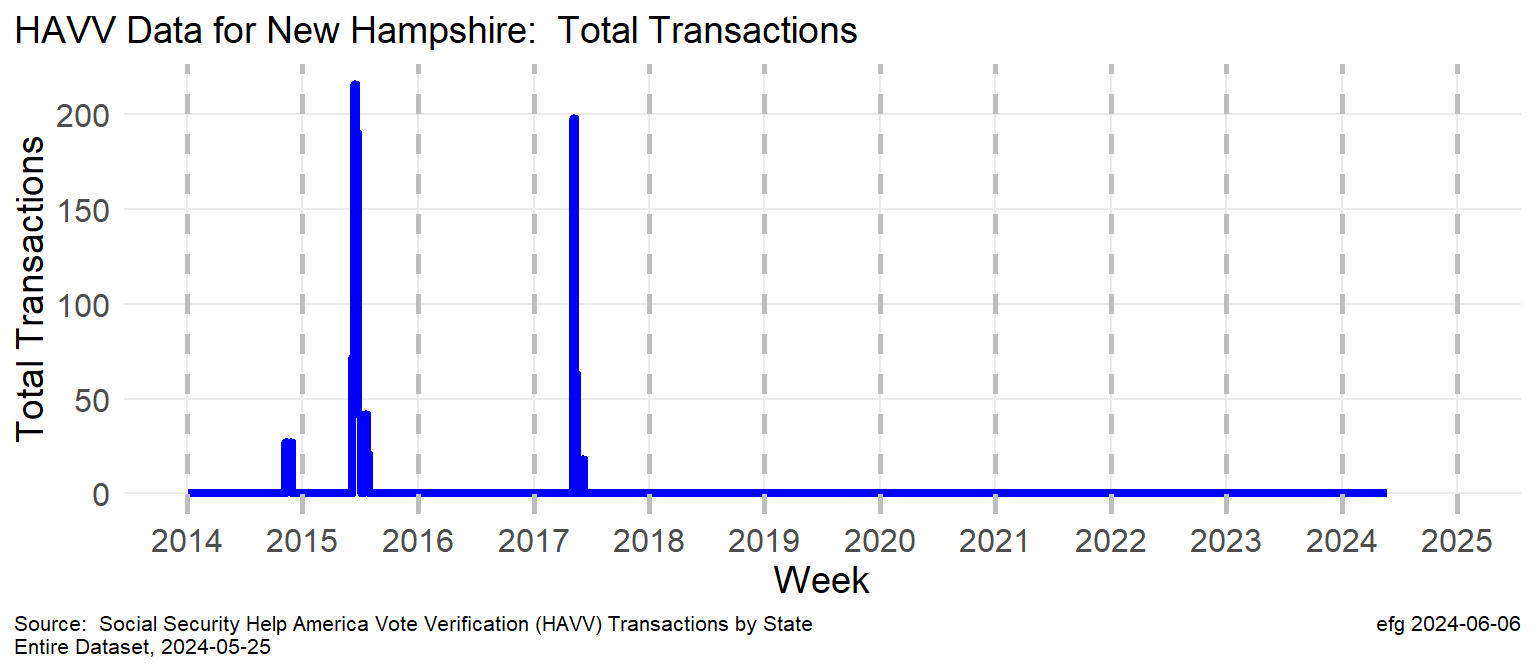 HAVV Data for New Hampshire:  Total Transactions
Total Transactions
200
150
100
50
0
2014 2015 2016 2017 2018 2019 2020 2021 2022 2023 2024 2025
Week
Source:  Social Security Help America Vote Verification (HAVV) Transactions by State
Entire Dataset, 2024-05-25
efg 2024-06-06